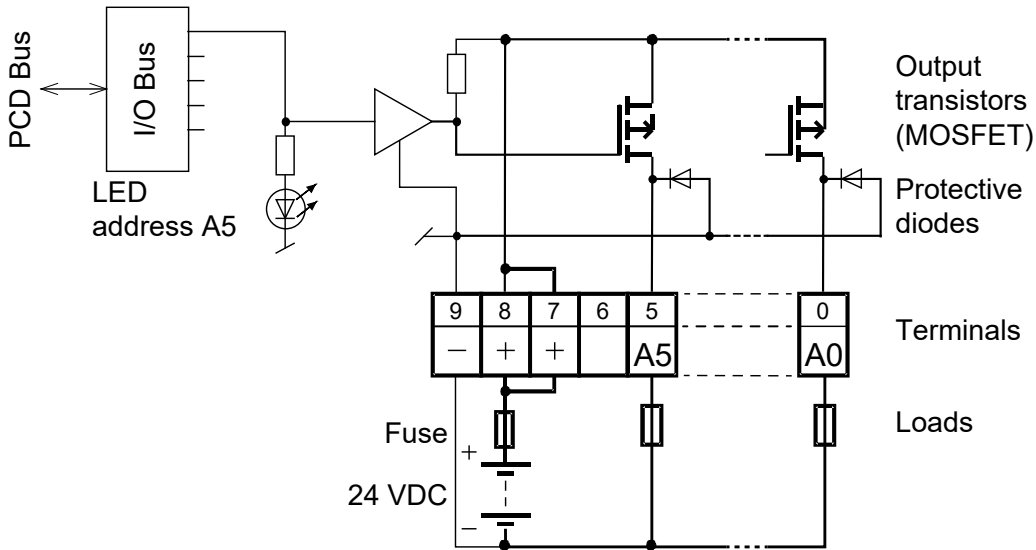 PCD Bus
I/O Bus
LED
address A5
Output
transistors
(MOSFET)
Protective
diodes
9 8 7 6 5 0
– + + A5 A0
Terminals
Fuse
Loads
+
24 VDC
–